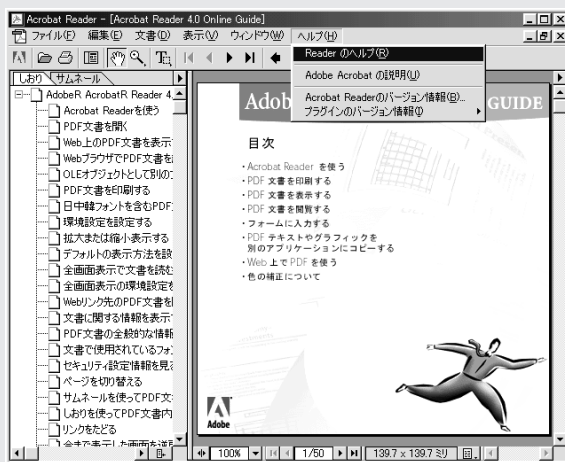 Acrobat Reader - [Acrobat Reader 4.0 Online Guide]
ファイル(F) 編集(E) 文書(D) 表示(V) ウィンドウ(W) ヘルプ(H)
Reader のヘルプ(R)
Adobe Acrobat の説明(U)
Acrobat Readerのバージョン情報(B)...
プラグインのバージョン情報(I)
しおり サムネール
AdobeR AcrobatR Reader 4.
Acrobat Readerを使う
PDF文書を開く
Web上のPDF文書を表示
WebブラウザでPDF文書を
OLEオブジェクトとして別の
PDF文書を印刷する
日中韓フォントを含むPDF
環境設定を設定する
拡大または縮小表示する
デフォルトの表示方法を設
全画面表示で文書を読む
全画面表示の環境設定を
Webリンク先のPDF文書を
文書に関する情報を表示
PDF文書の全般的な情報
文書で使用されているフォ
セキュリティ設定情報を見
ページを切り替える
サムネールを使ってPDF文
しおりを使ってPDF文書内
リンクをたどる
今まで表示した画面を逆
Adob GUIDE
目次
・Acrobat Reader を使う
・PDF 文書を印刷する
・PDF 文書を表示する
・PDF 文書を閲覧する
・フォームに入力する
・PDF テキストやグラフィックを
別のアプリケーションにコピーする
・Web 上で PDF を使う
・色の補正について
Adobe
100% 1/50 139.7 x 139.7 ミリ